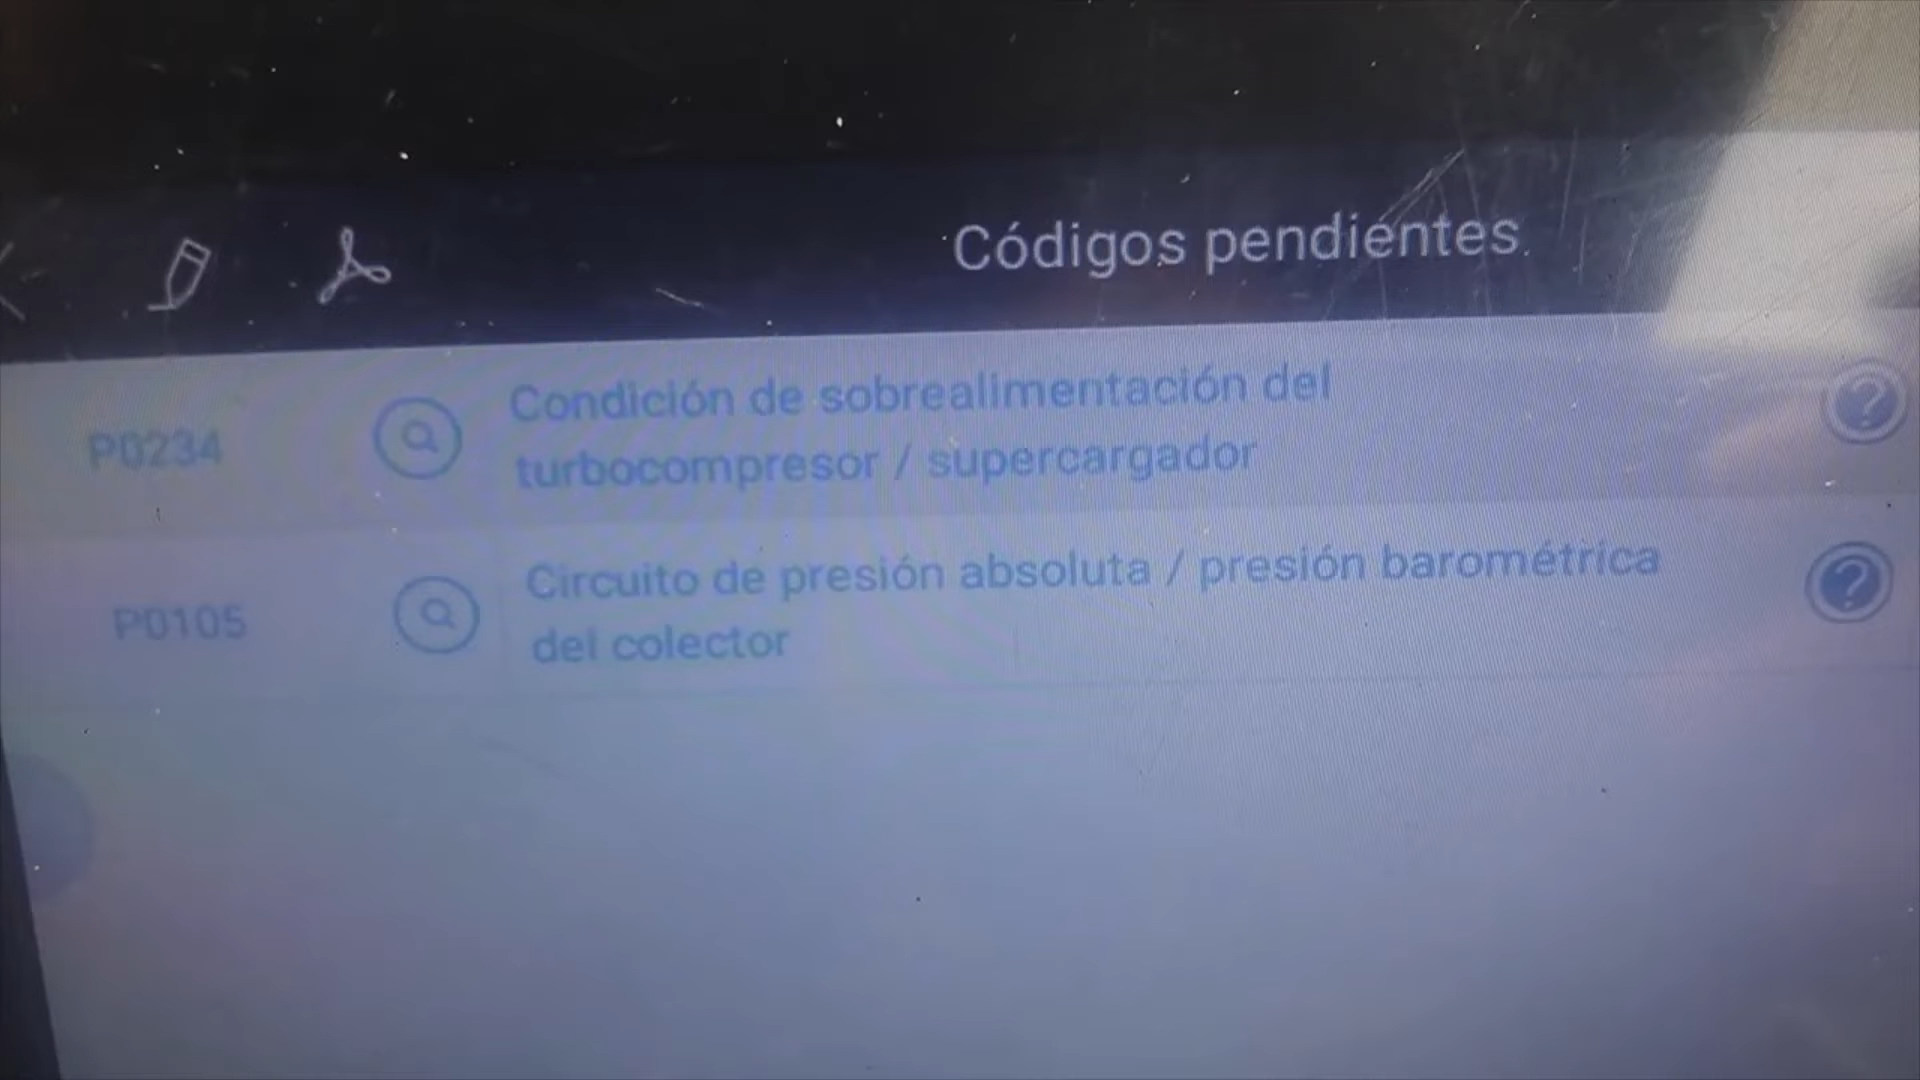 Códigos pendientes.
P0234
Condición de sobrealimentación del
turbocompresor / supercargador
P0105
Circuito de presión absoluta / presión barométrica
del colector